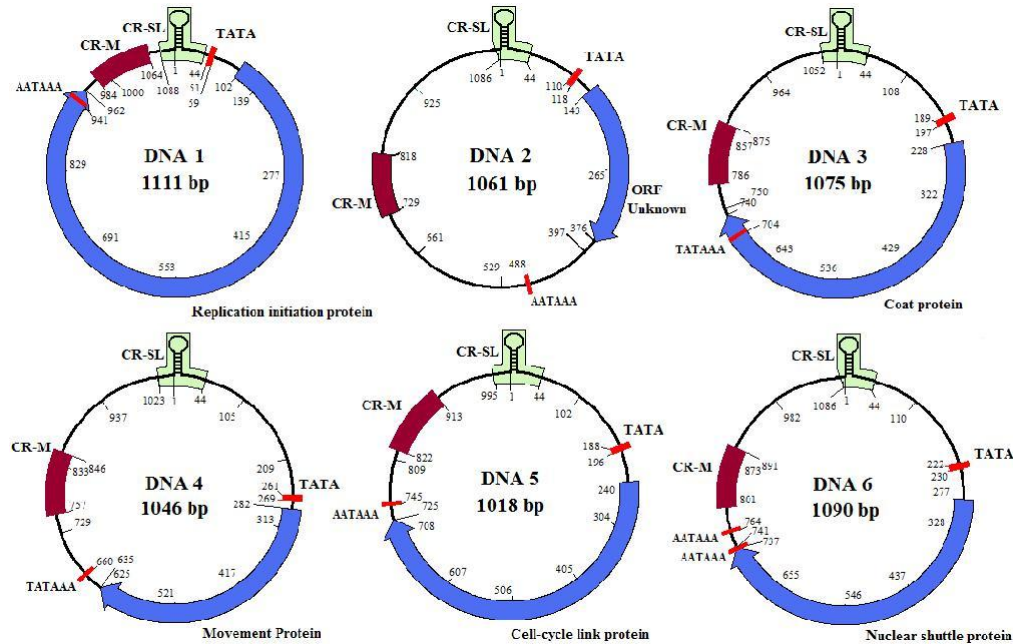 CR-SL
TATA
CR-M
AATAAA
1064
1088
1
44
51
59
102
139
1000
984
962
941
829
277
DNA 1
1111 bp
691
415
553
Replication initiation protein
CR-SL
1086
1
44
TATA
110
118
140
925
DNA 2
1061 bp
818
CR-M
729
265
ORF
Unknown
376
397
661
529
488
AATAAA
CR-SL
1052
1
44
108
964
TATA
189
197
228
CR-M
875
857
786
DNA 3
1075 bp
322
750
740
704
TATAAA
643
429
536
Coat protein
CR-SL
1023
1
44
105
937
CR-M
846
833
757
729
DNA 4
1046 bp
209
261
269
TATA
282
313
TATAAA
660
635
625
521
417
Movement Protein
CR-SL
995
1
44
102
CR-M
913
822
809
TATA
188
196
DNA 5
1018 bp
240
304
AATAAA
745
725
708
607
405
506
Cell-cycle link protein
CR-SL
1086
1
44
110
982
CR-M
891
873
801
TATA
222
230
277
DNA 6
1090 bp
328
AATAAA
764
741
AATAAA
737
655
437
546
Nuclear shuttle protein